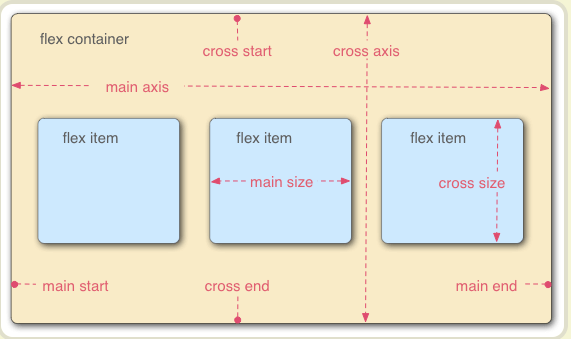 flex container
cross start
cross axis
main axis
flex item
flex item
flex item
main size
cross size
main start
cross end
main end